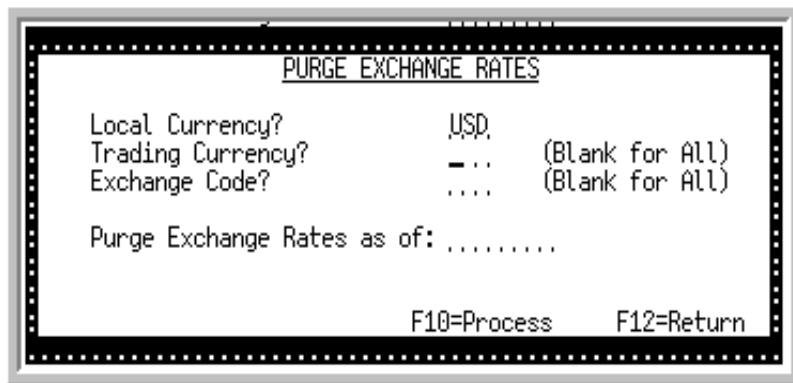 PURGE EXCHANGE RATES
Local Currency? USD
Trading Currency? _ . . (Blank for All)
Exchange Code? . . . . (Blank for All)
Purge Exchange Rates as of: . . . . . . . . .
F10=Process F12=Return